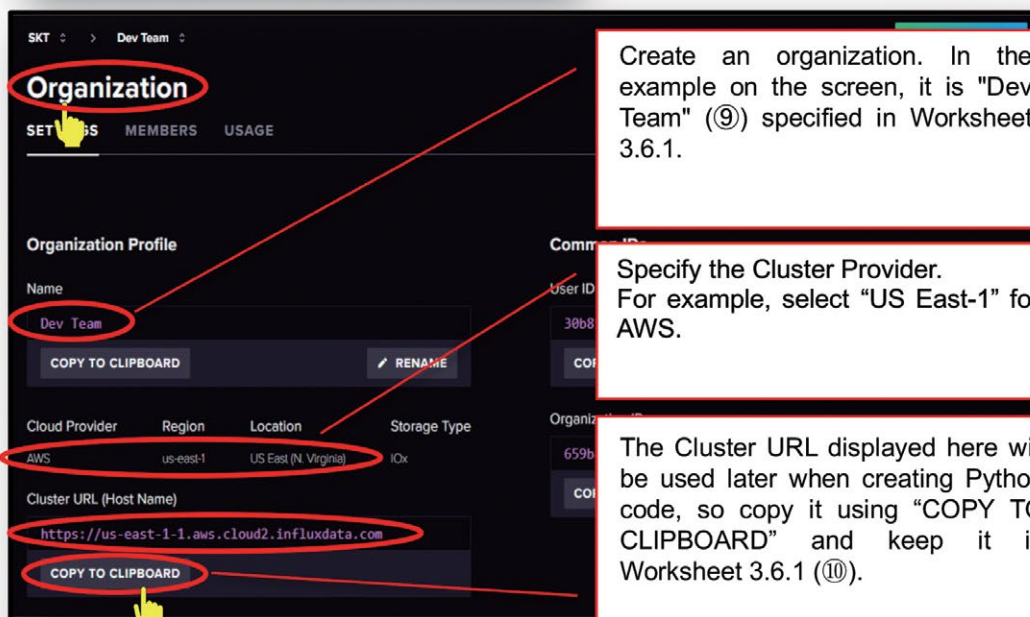 SKT > Dev Team
Organization
MEMBERS USAGE
Organization Profile
Name
Dev Team
COPY TO CLIPBOARD RENAME
Cloud Provider Region Location Storage Type
AWS us-east-1 US East (N. Virginia) IOx
Cluster URL (Host Name)
https://us-east-1-1.aws.cloud2.influxdata.com
COPY TO CLIPBOARD
User ID
30b8
659b
Create an organization. In the
example on the screen, it is "Dev
Team" (⑨) specified in Worksheet
3.6.1.
Specify the Cluster Provider.
For example, select “US East-1” fo
AWS.
The Cluster URL displayed here wi
be used later when creating Pytho
code, so copy it using “COPY TO
CLIPBOARD” and keep it i
Worksheet 3.6.1 (⑩).